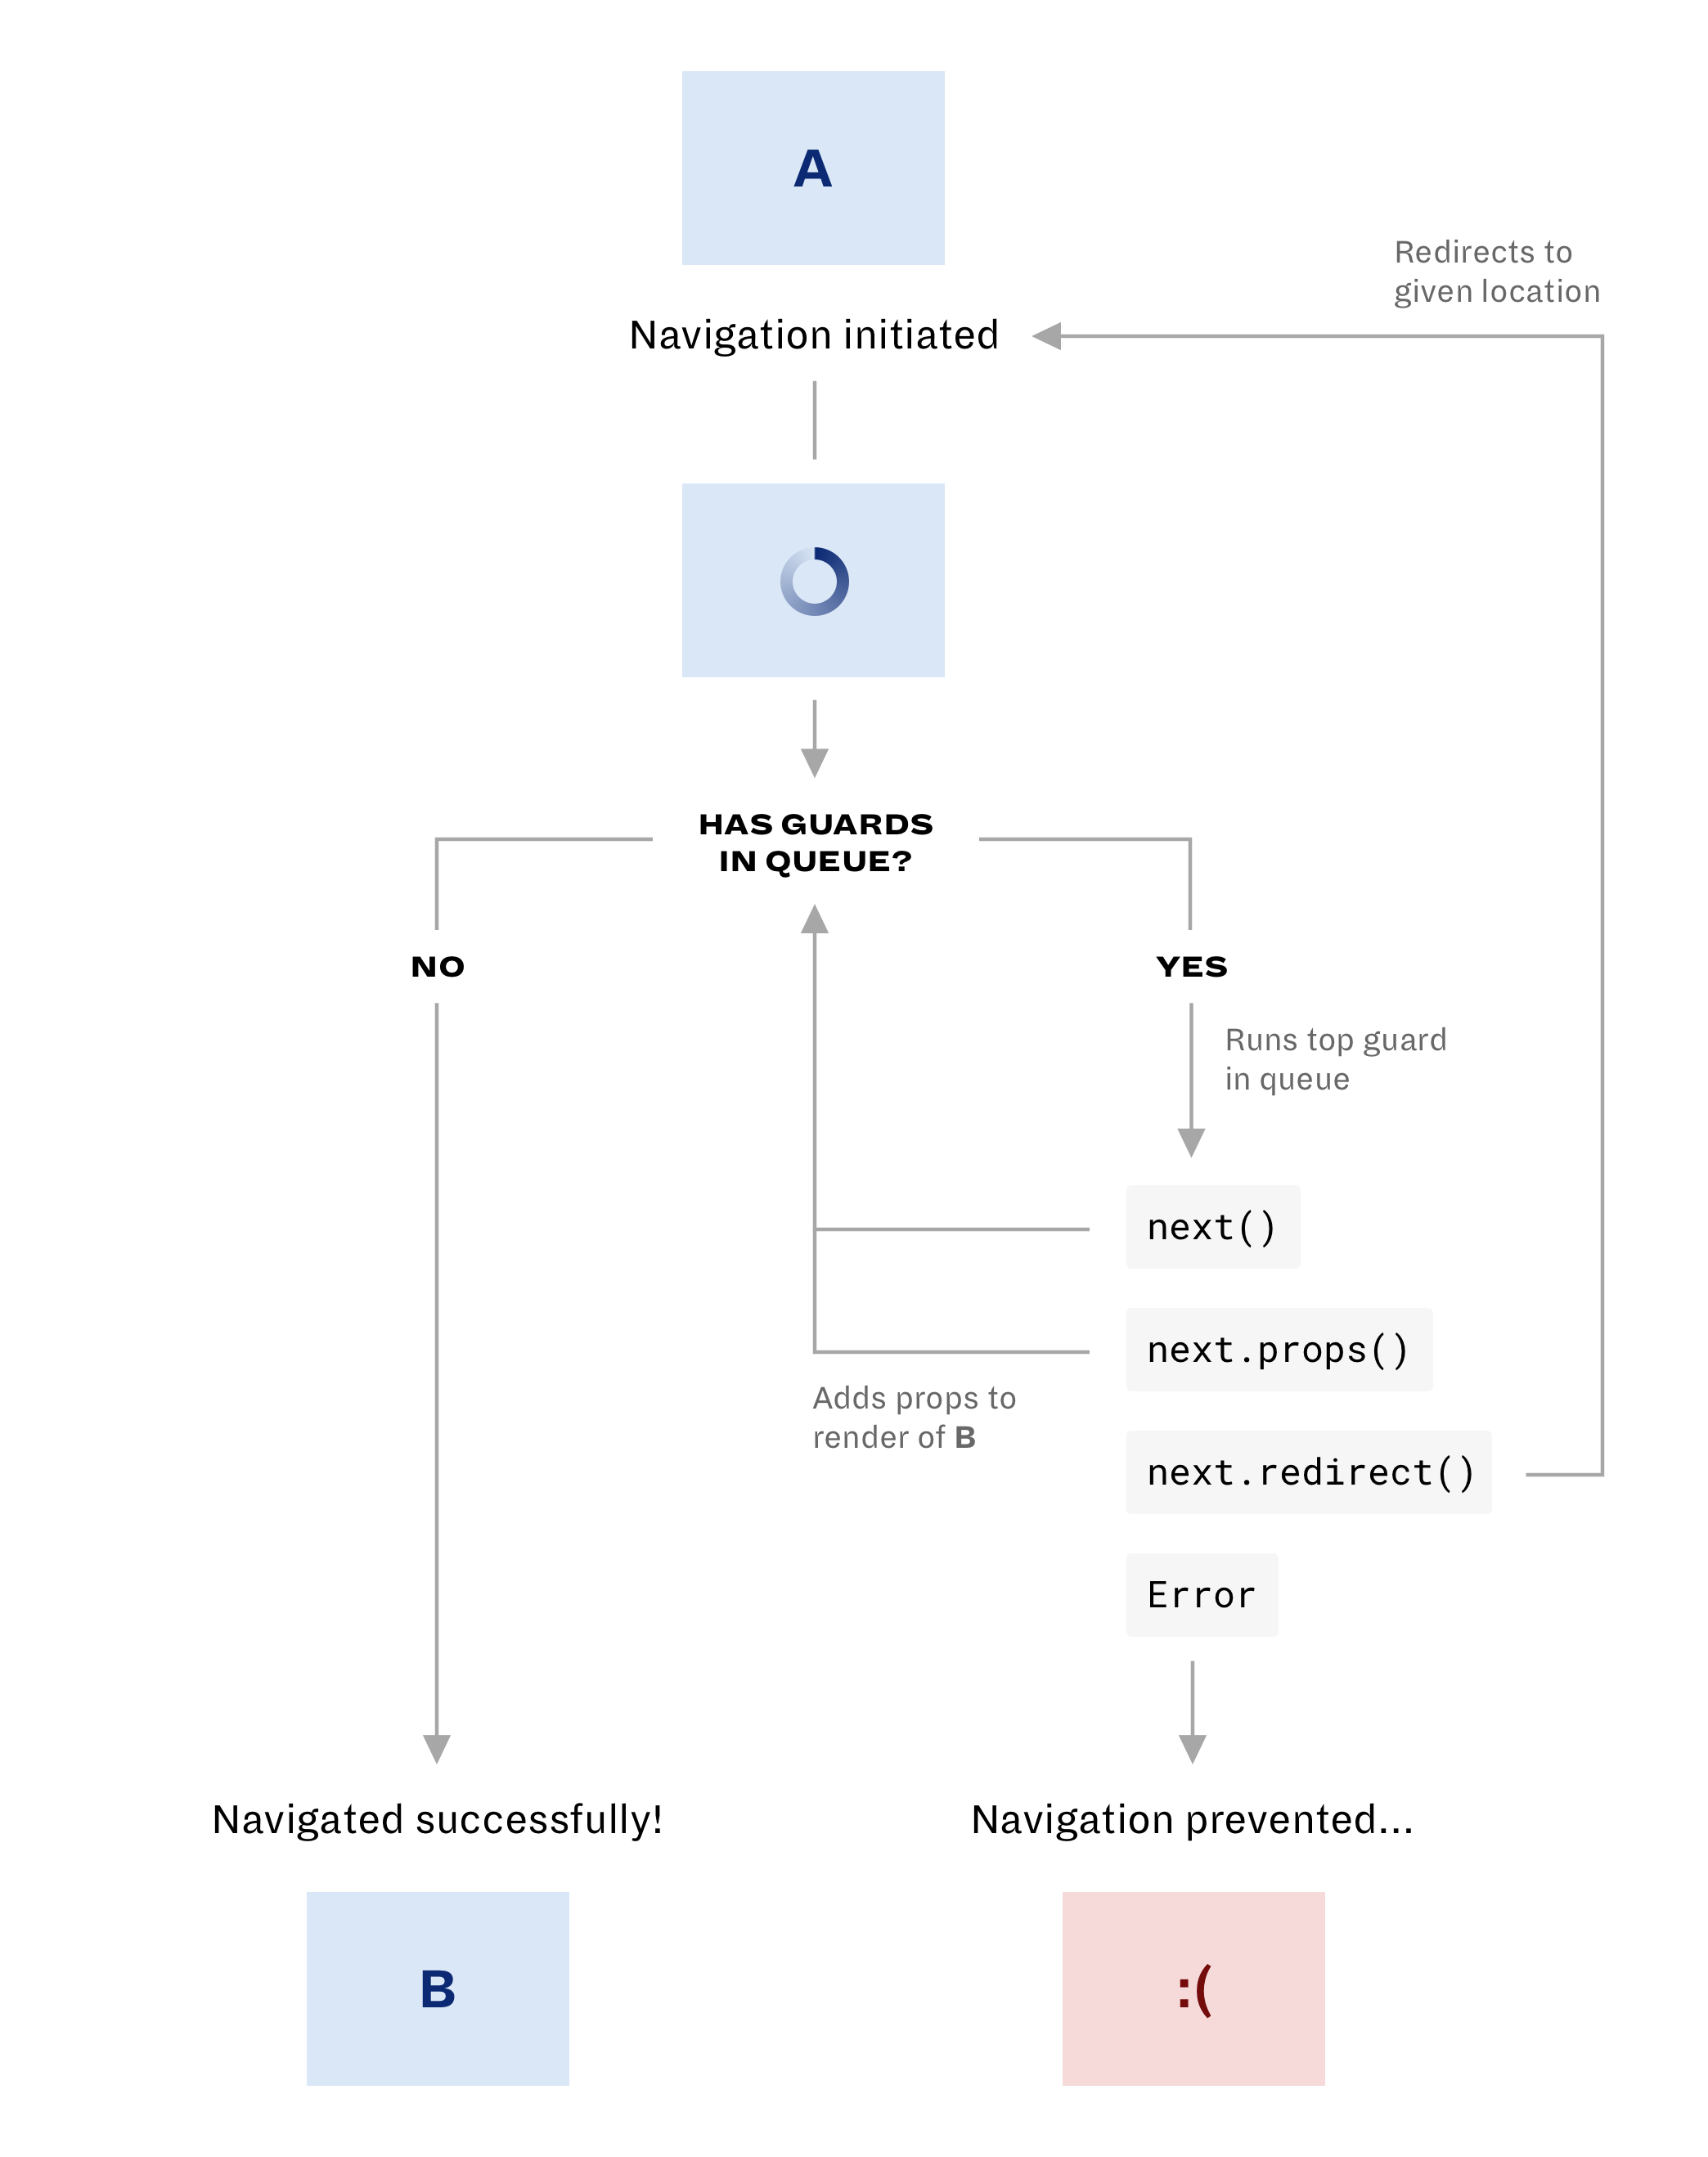 A
Redirects to
given location
Navigation initiated
HAS GUARDS
IN QUEUE?
NO
YES
Runs top guard
in queue
next()
next.props()
Adds props to
render of B
next.redirect()
Error
Navigated successfully!
Navigation prevented...
B
:(